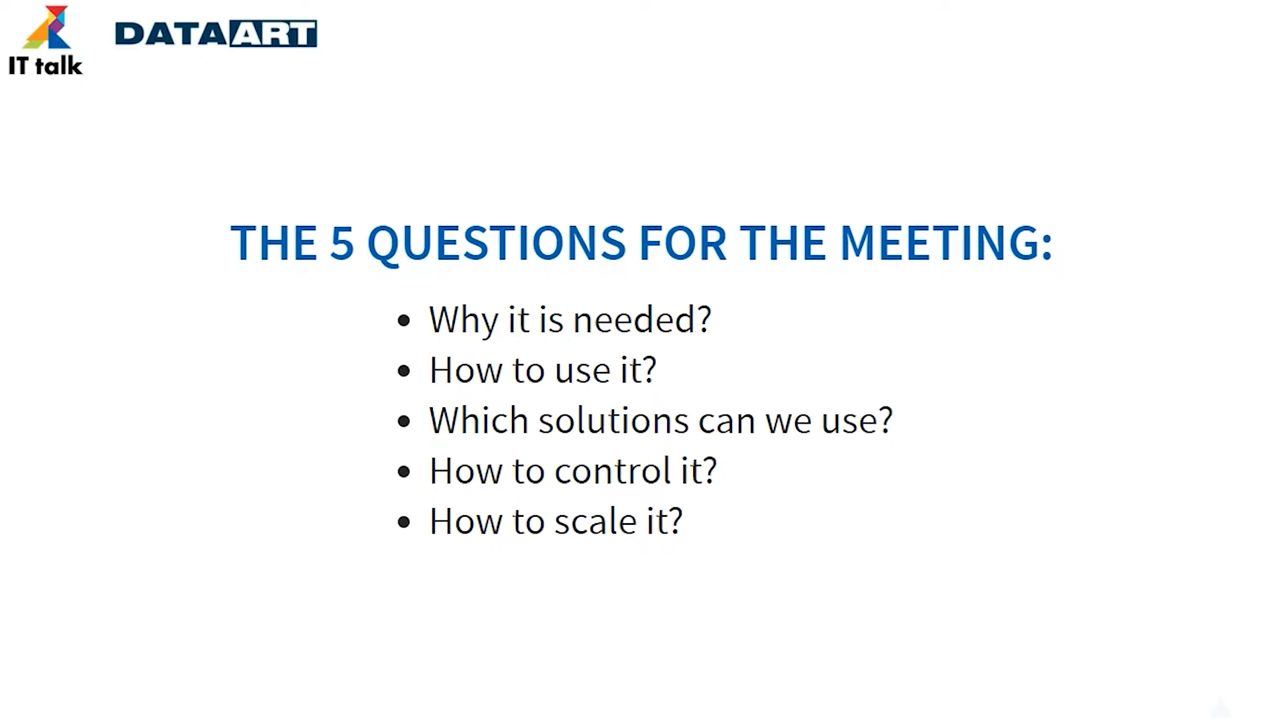 IT talk
DATAART
THE 5 QUESTIONS FOR THE MEETING:
• Why it is needed?
• How to use it?
• Which solutions can we use?
• How to control it?
• How to scale it?